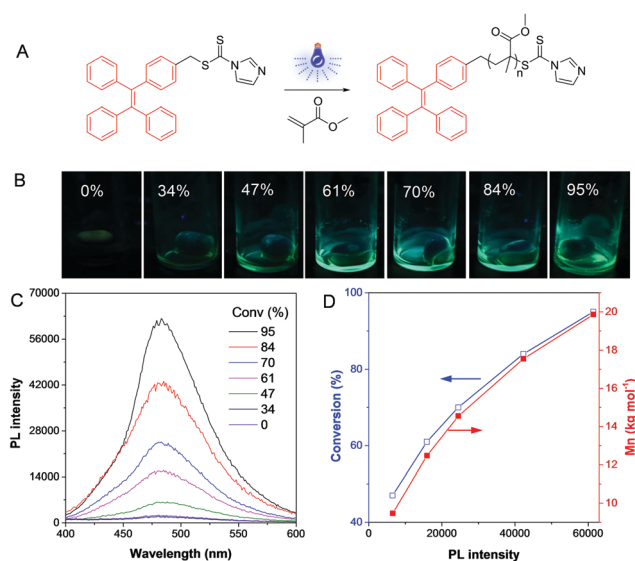 A
S
S
N
N
O
O
O
O
n
S
S
N
N
B
0%
34%
47%
61%
70%
84%
95%
C
70000
56000
42000
28000
14000
0
400
450
500
550
600
PL intensity
Wavelength (nm)
Conv (%)
95
84
70
61
47
34
0
D
100
80
60
40
Conversion (%)
0
20000
40000
60000
PL intensity
20
18
16
14
12
10
Mn (kg mol-1)